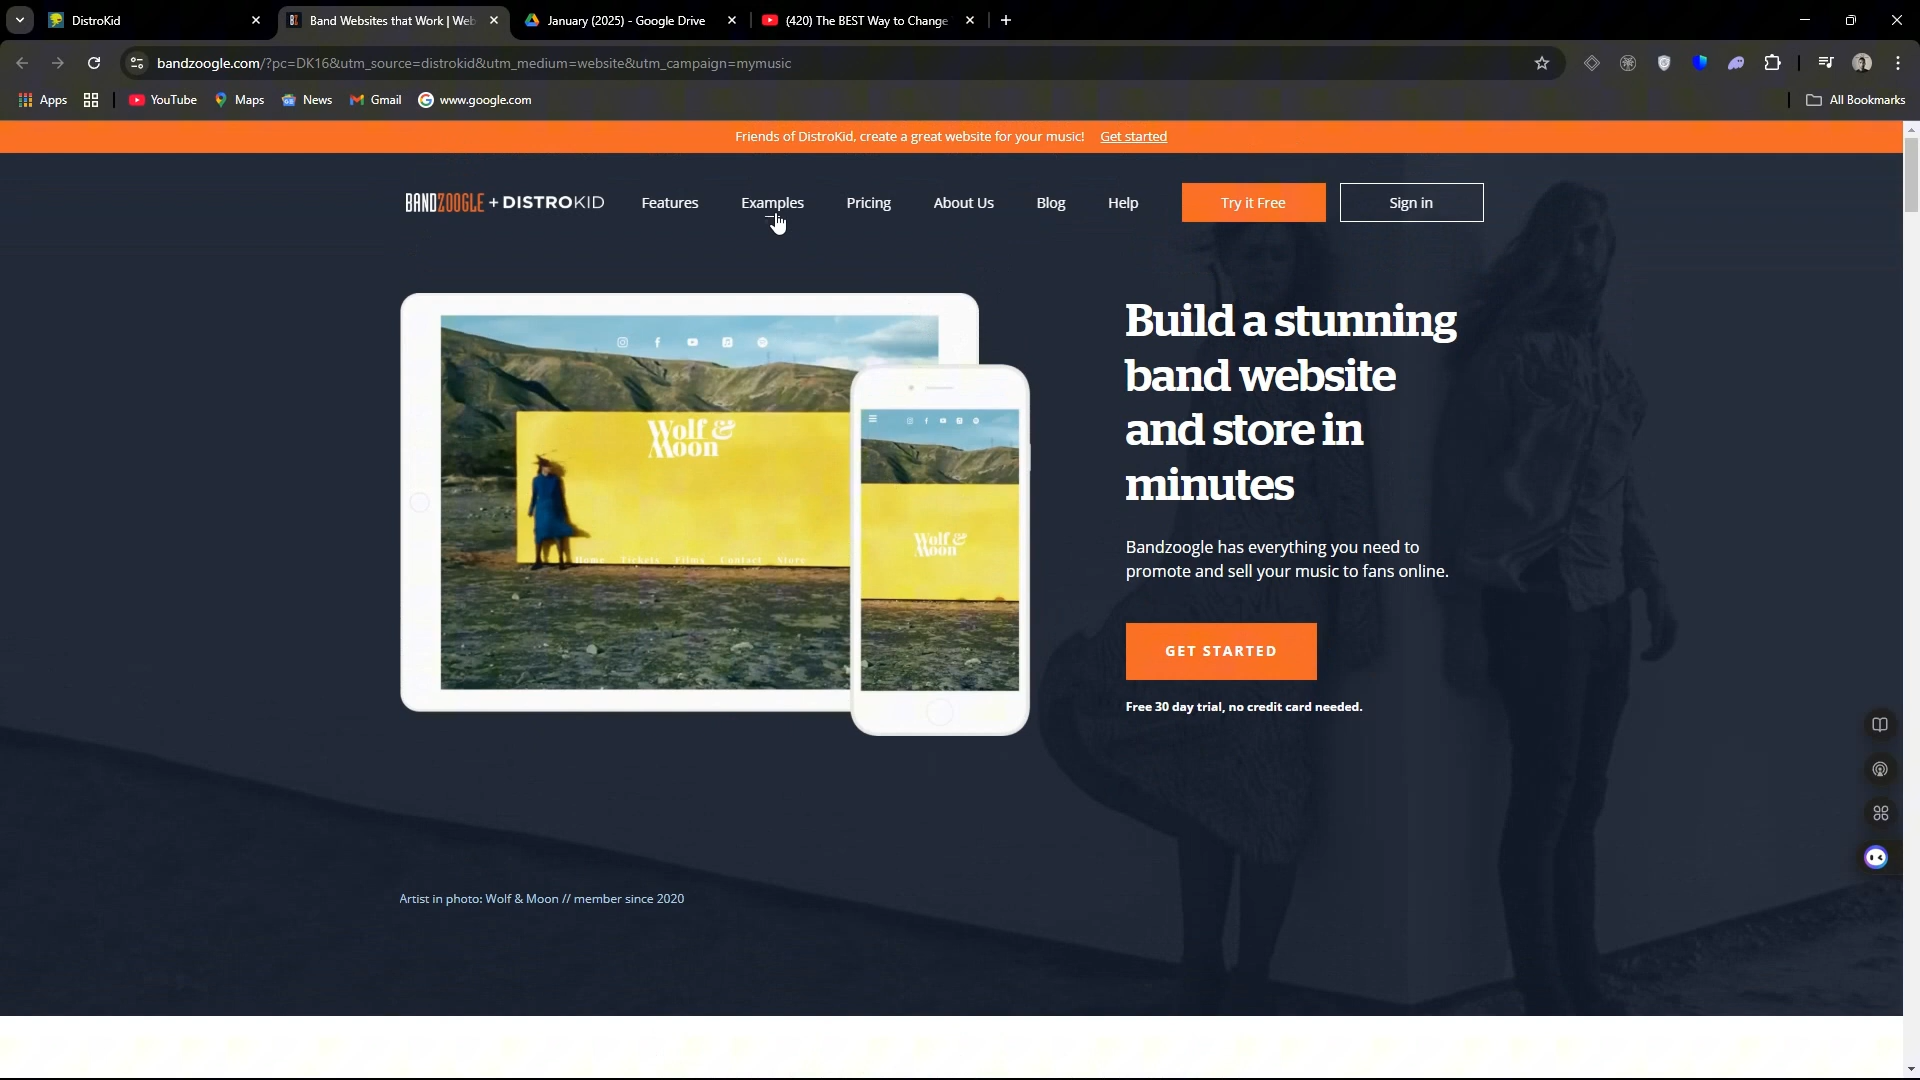 DistroKid
Band Websites that Work | Web
January (2025) - Google Drive
(420) The BEST Way to Change
bandzoogle.com/?pc=DK16&utm_source=distrokid&utm_medium=website&utm_campaign=mymusic
Apps
YouTube
Maps
News
Gmail
www.google.com
All Bookmarks
Friends of DistroKid, create a great website for your music! Get started
BANDZOOGLE + DISTROKID
Features
Examples
Pricing
About Us
Blog
Help
Try it Free
Sign in
Wolf &
Moon
Home Tickets Films Contact Store
Wolf &
Moon
Build a stunning
band website
and store in
minutes
Bandzoogle has everything you need to
promote and sell your music to fans online.
GET STARTED
Free 30 day trial, no credit card needed.
Artist in photo: Wolf & Moon // member since 2020